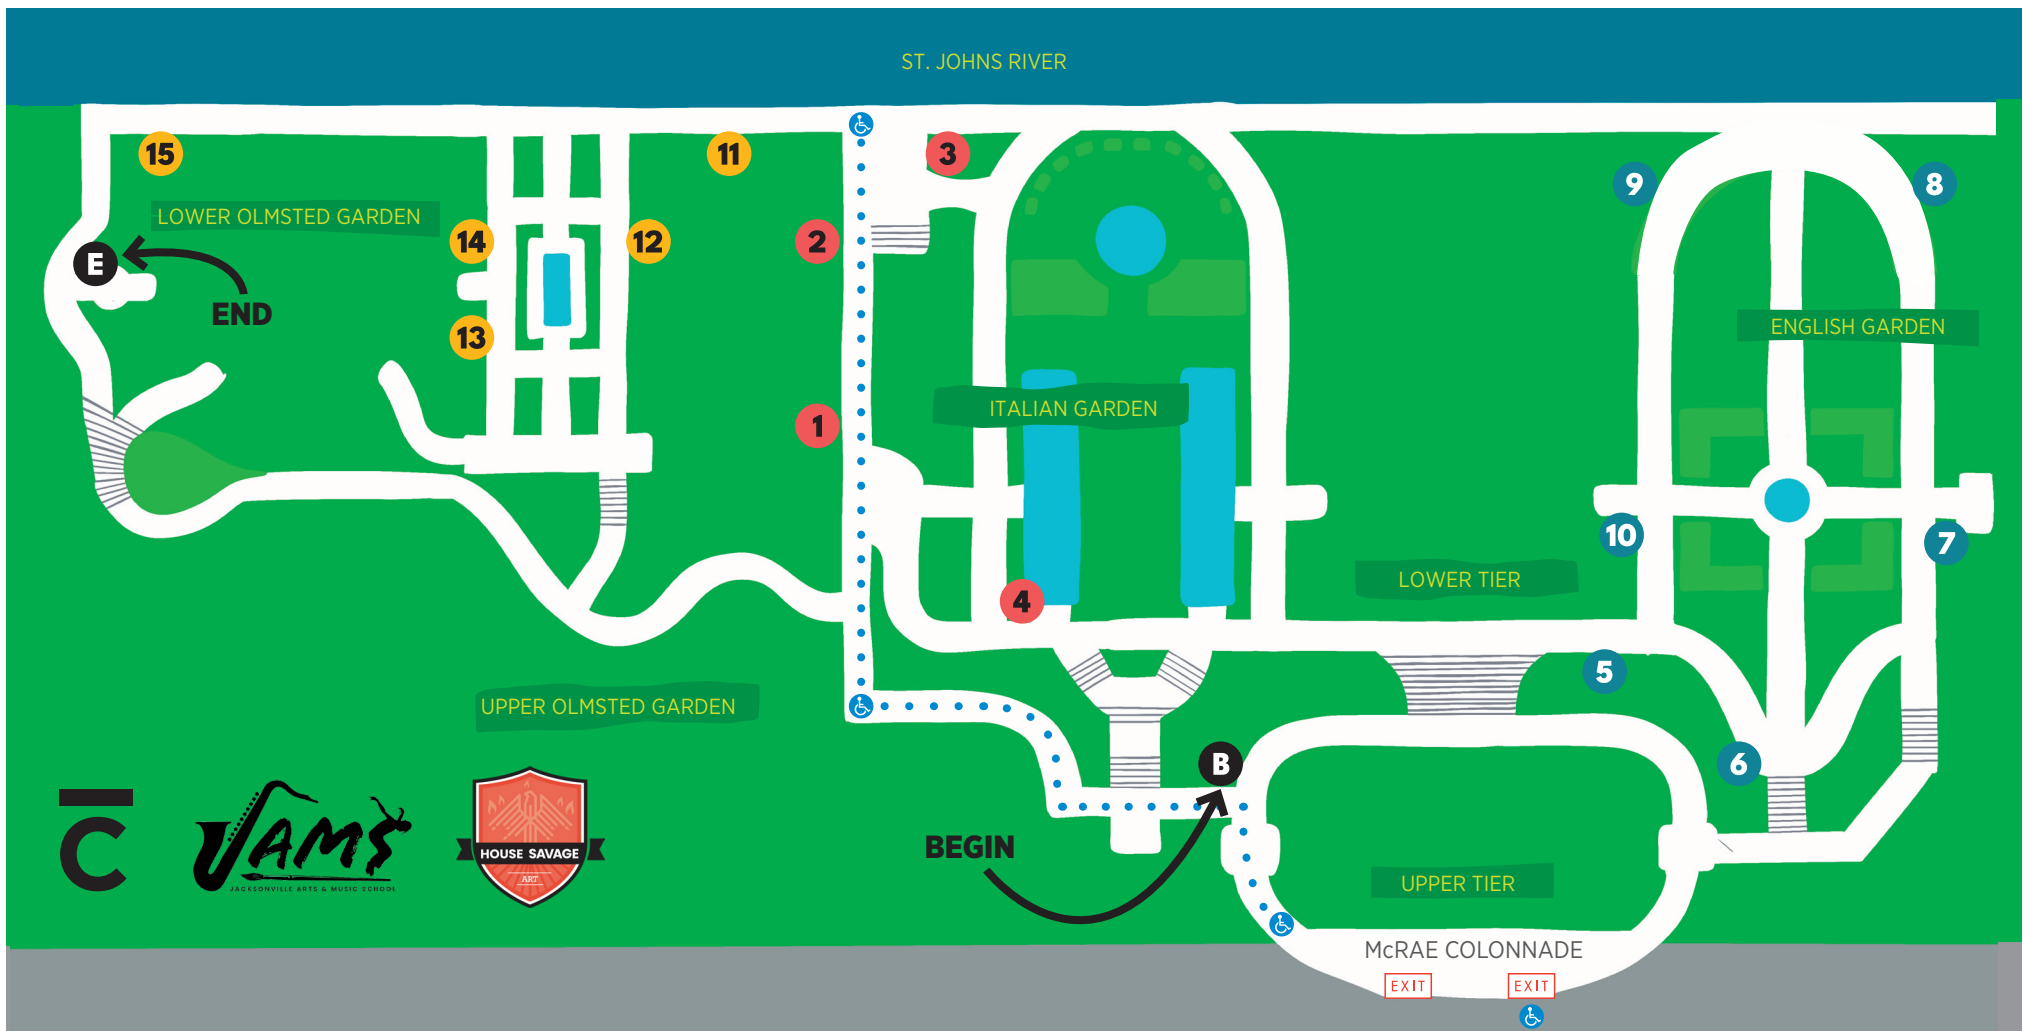 ST. JOHNS RIVER
15
11
3
9
8
LOWER OLMSTED GARDEN
14
12
2
E
END
13
ENGLISH GARDEN
ITALIAN GARDEN
1
10
7
LOWER TIER
4
5
UPPER OLMSTED GARDEN
B
6
C
JAMS
JACKSONVILLE ARTS & MUSIC SCHOOL
HOUSE SAVAGE
ART
BEGIN
UPPER TIER
McRAE COLONNADE
EXIT
EXIT